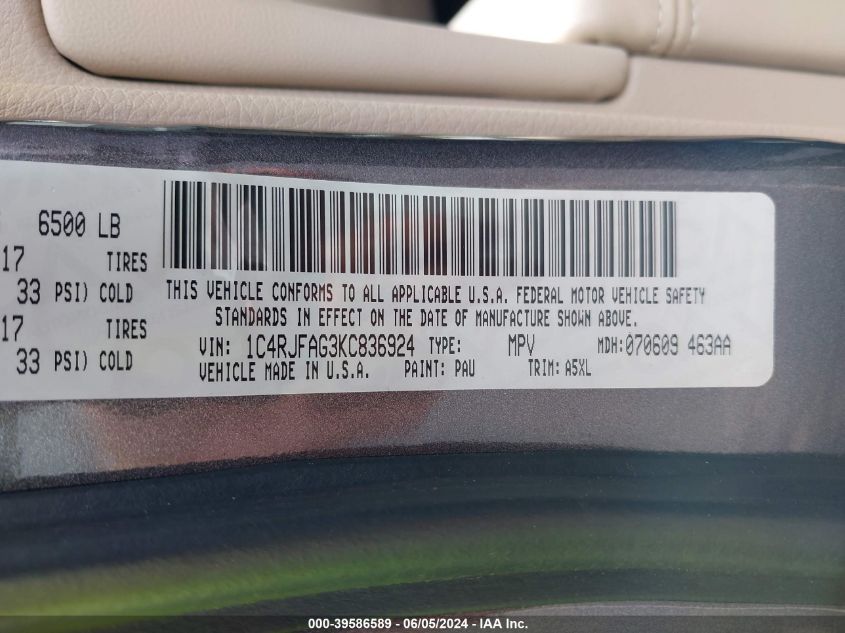 6500 LB
17 TIRES
33 PSI) COLD
17 TIRES
33 PSI) COLD
THIS VEHICLE CONFORMS TO ALL APPLICABLE U.S.A. FEDERAL MOTOR VEHICLE SAFETY
STANDARDS IN EFFECT ON THE DATE OF MANUFACTURE SHOWN ABOVE.
VIN: 1C4RJFAG3KC836924 TYPE: MPV MDH:070609 463AA
VEHICLE MADE IN U.S.A. PAINT: PAU TRIM: A5XL
000-39586589 - 06/05/2024 - IAA Inc.